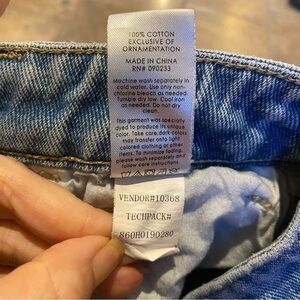 100% COTTON
EXCLUSIVE OF
ORNAMENTATION
MADE IN CHINA
RN# 090233
Machine wash separately in
cold water. Use only non-
chlorine bleach as needed.
Tumble dry low. Cool iron
as needed. Do not dry
clean.
This garment was specially
dyed to produce its unique
color. Take care.dark colors
may transfer onto light
colored clothing or other
items. To minimize fading,
wash separately and
follow care instructions
VENDOR#10368
TECHPACK#
860H0190280